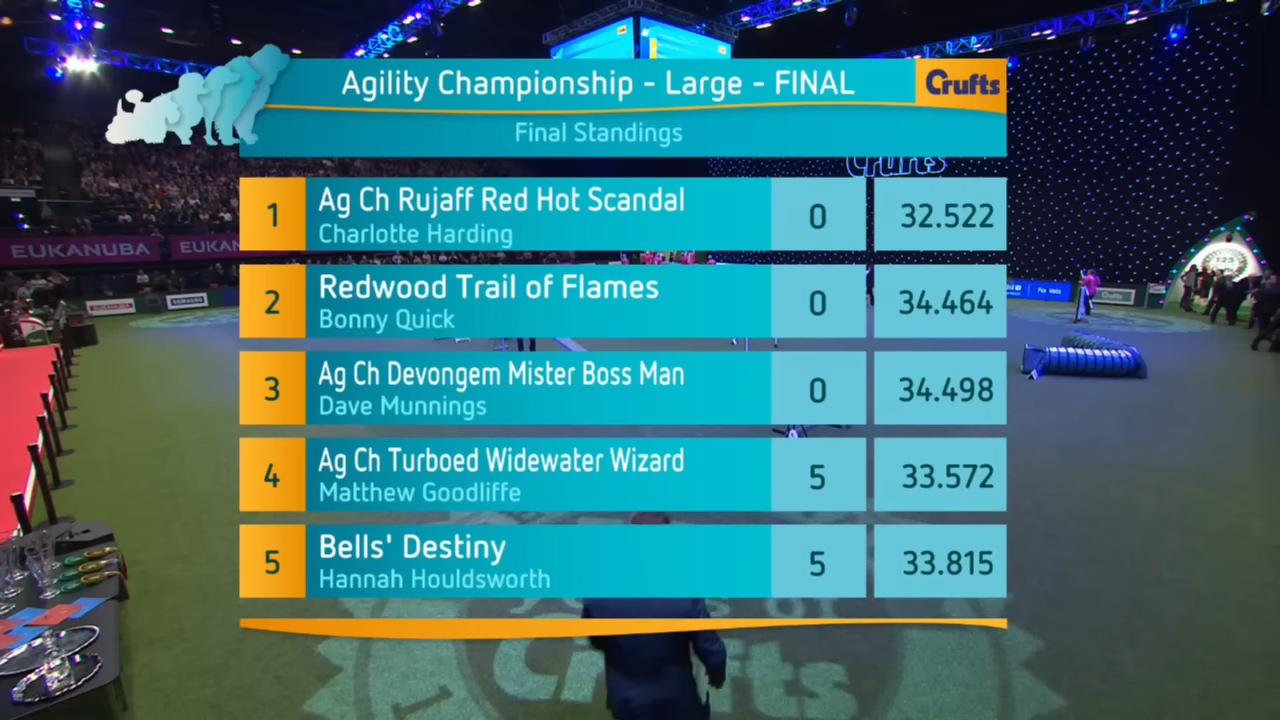 Agility Championship - Large - FINAL
Crufts
Final Standings
Crufts
1
Ag Ch Rujaff Red Hot Scandal
Charlotte Harding
0
32.522
EUKANUBA
2
Redwood Trail of Flames
Bonny Quick
0
34.464
3
Ag Ch Devongem Mister Boss Man
Dave Munnings
0
34.498
4
Ag Ch Turboed Widewater Wizard
Matthew Goodliffe
5
33.572
5
Bells' Destiny
Hannah Houldsworth
5
33.815
of
Crufts